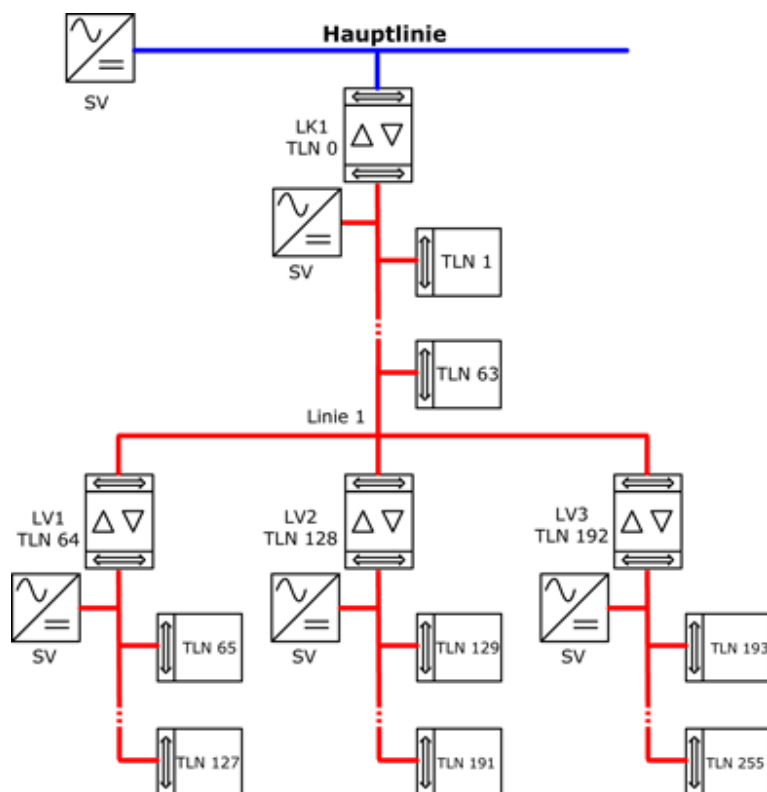 Hauptlinie
SV
LK1
TLN 0
SV
TLN 1
TLN 63
Linie 1
LV1
TLN 64
LV2
TLN 128
LV3
TLN 192
SV
TLN 65
SV
TLN 129
SV
TLN 193
TLN 127
TLN 191
TLN 255